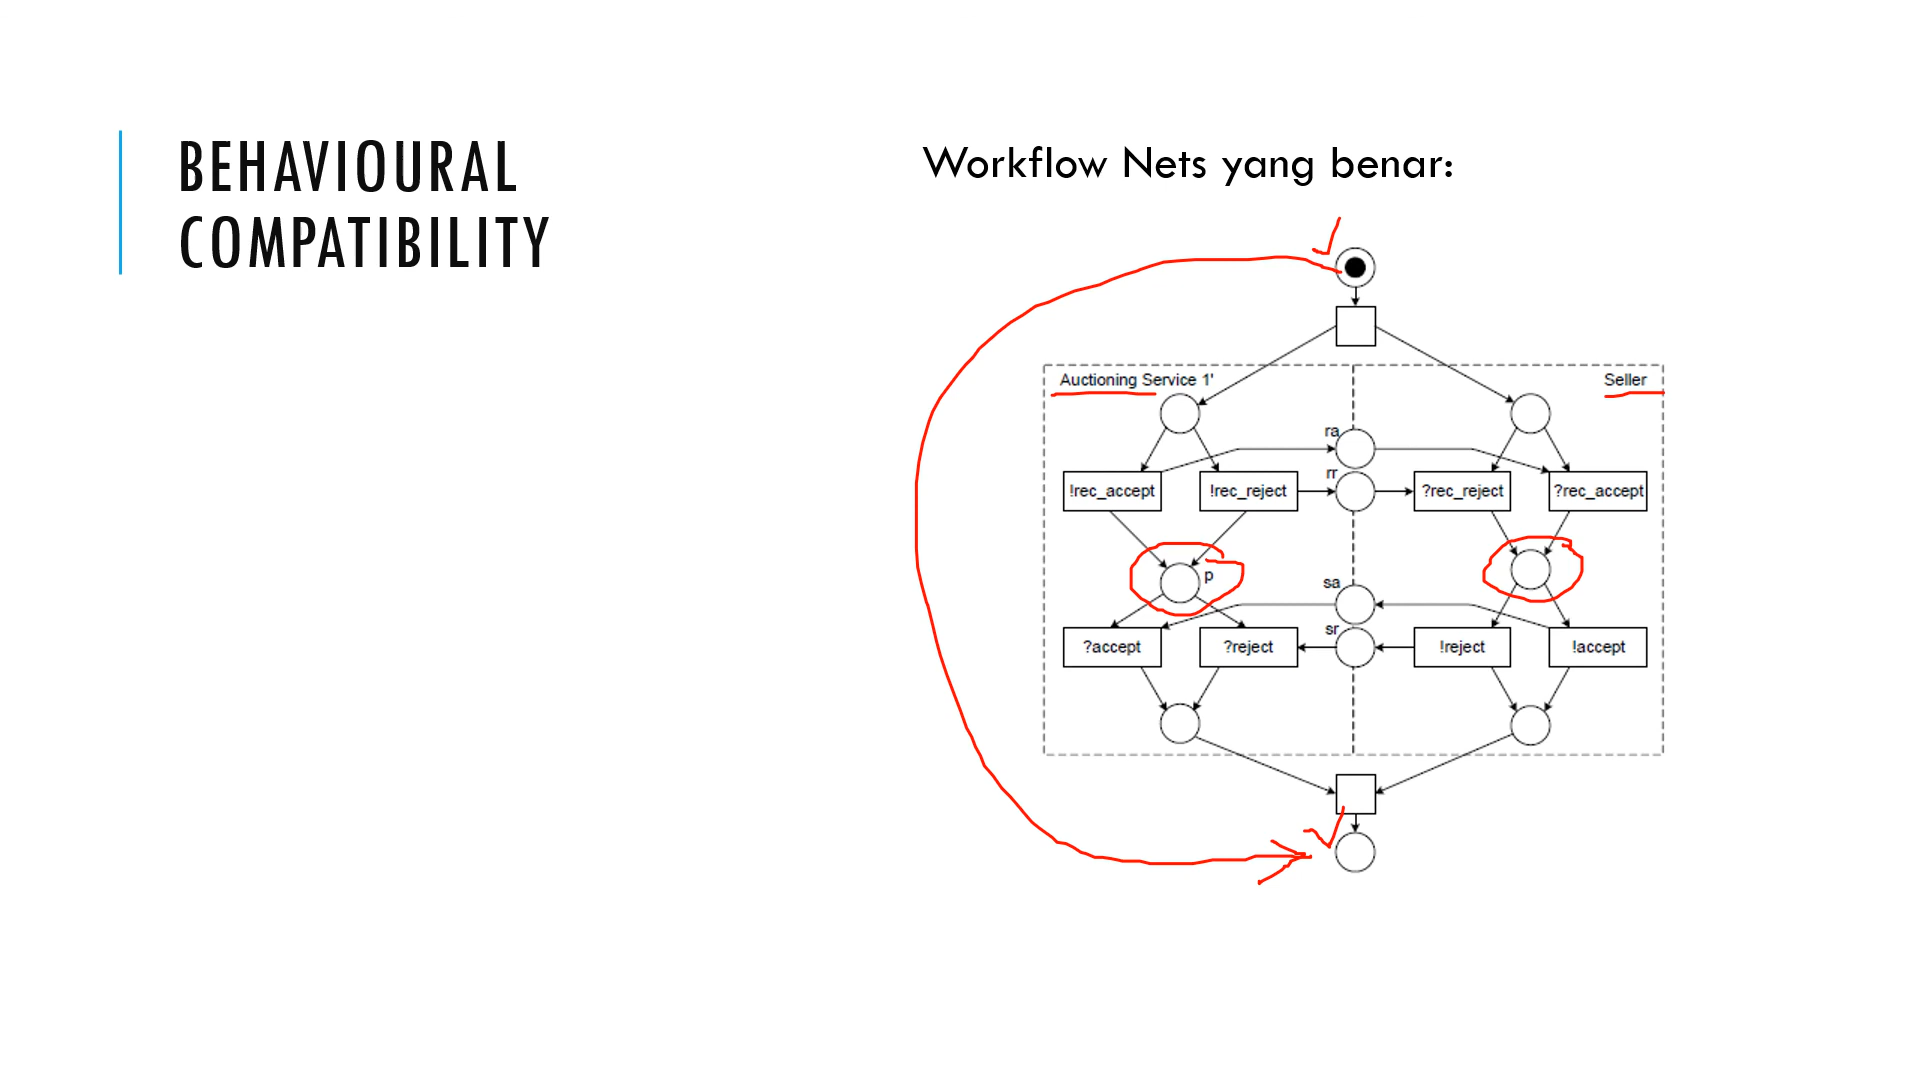 BEHAVIOURAL
COMPATIBILITY
Workflow Nets yang benar:
Auctioning Service 1'
Seller
ra
rr
!rec_accept
!rec_reject
?rec_reject
?rec_accept
p
sa
sr
?accept
?reject
!reject
!accept